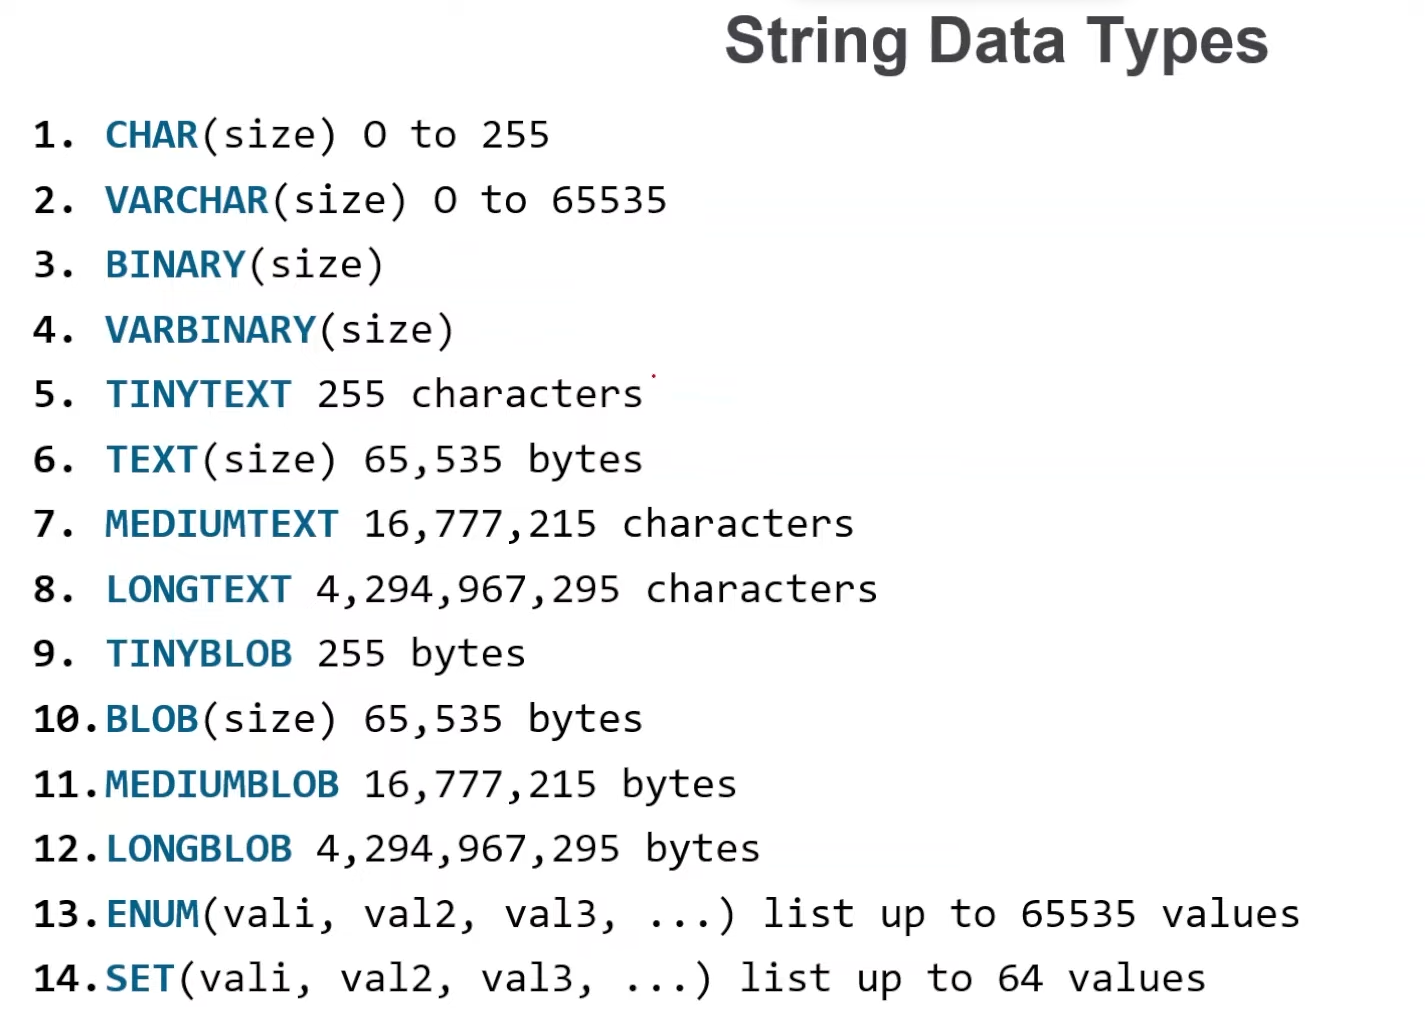 String Data Types
1. CHAR(size) O to 255
2. VARCHAR(size) O to 65535
3. BINARY(size)
4. VARBINARY(size)
5. TINYTEXT 255 characters
6. TEXT(size) 65,535 bytes
7. MEDIUMTEXT 16,777,215 characters
8. LONGTEXT 4,294,967,295 characters
9. TINYBLOB 255 bytes
10.BLOB(size) 65,535 bytes
11.MEDIUMBLOB 16,777,215 bytes
12.LONGBLOB 4,294,967,295 bytes
13.ENUM(vali, val2, val3, ...) list up to 65535 values
14.SET(vali, val2, val3, ...) list up to 64 values